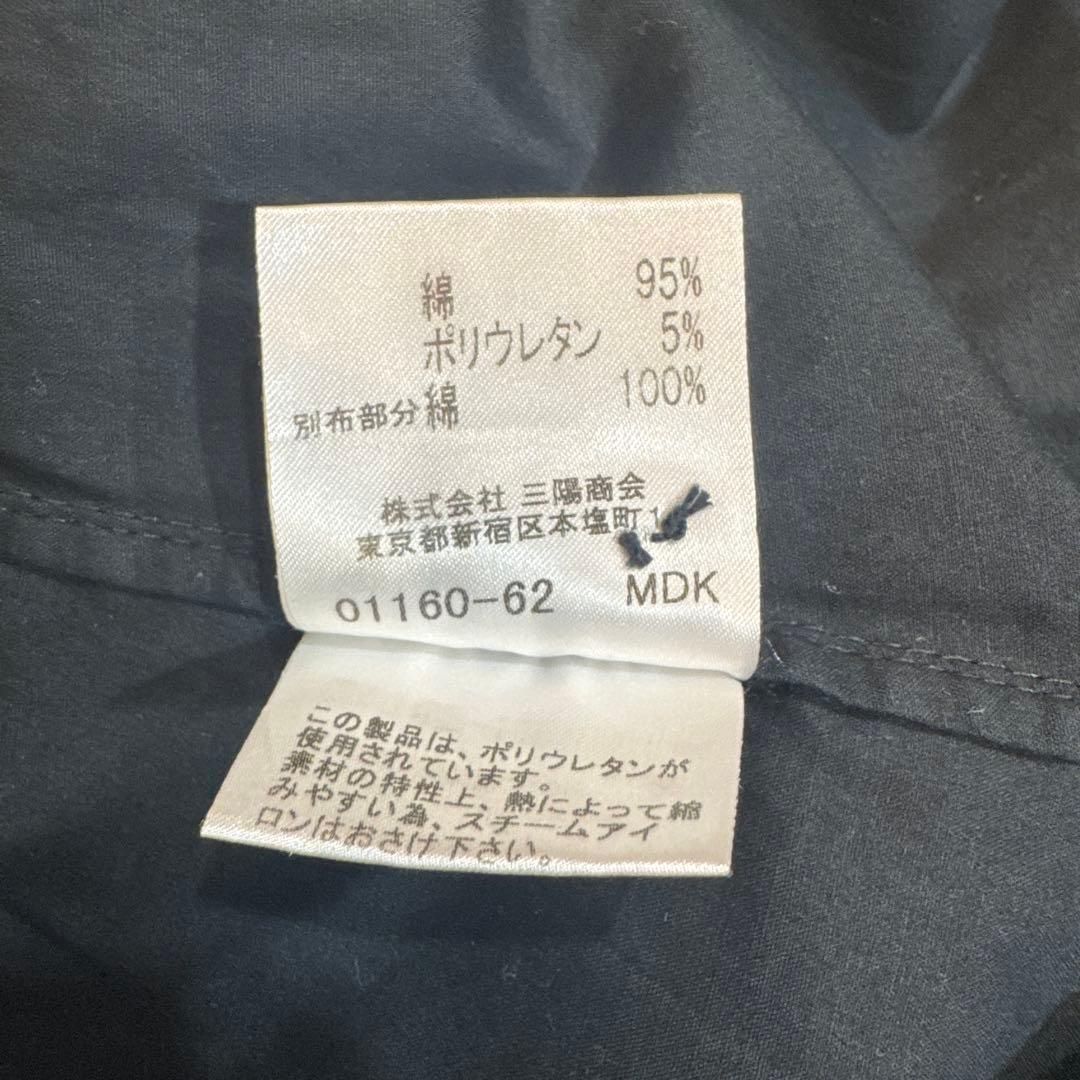 綿 95%
ポリウレタン 5%
別布部分 綿 100%
株式会社 三陽商会
東京都新宿区本塩町1
01160-62 MDK
この製品は、ポリウレタンが
使用されています。
素材の特性上、熱によって縮
みやすい為、スチームアイ
ロンはおさけ下さい。